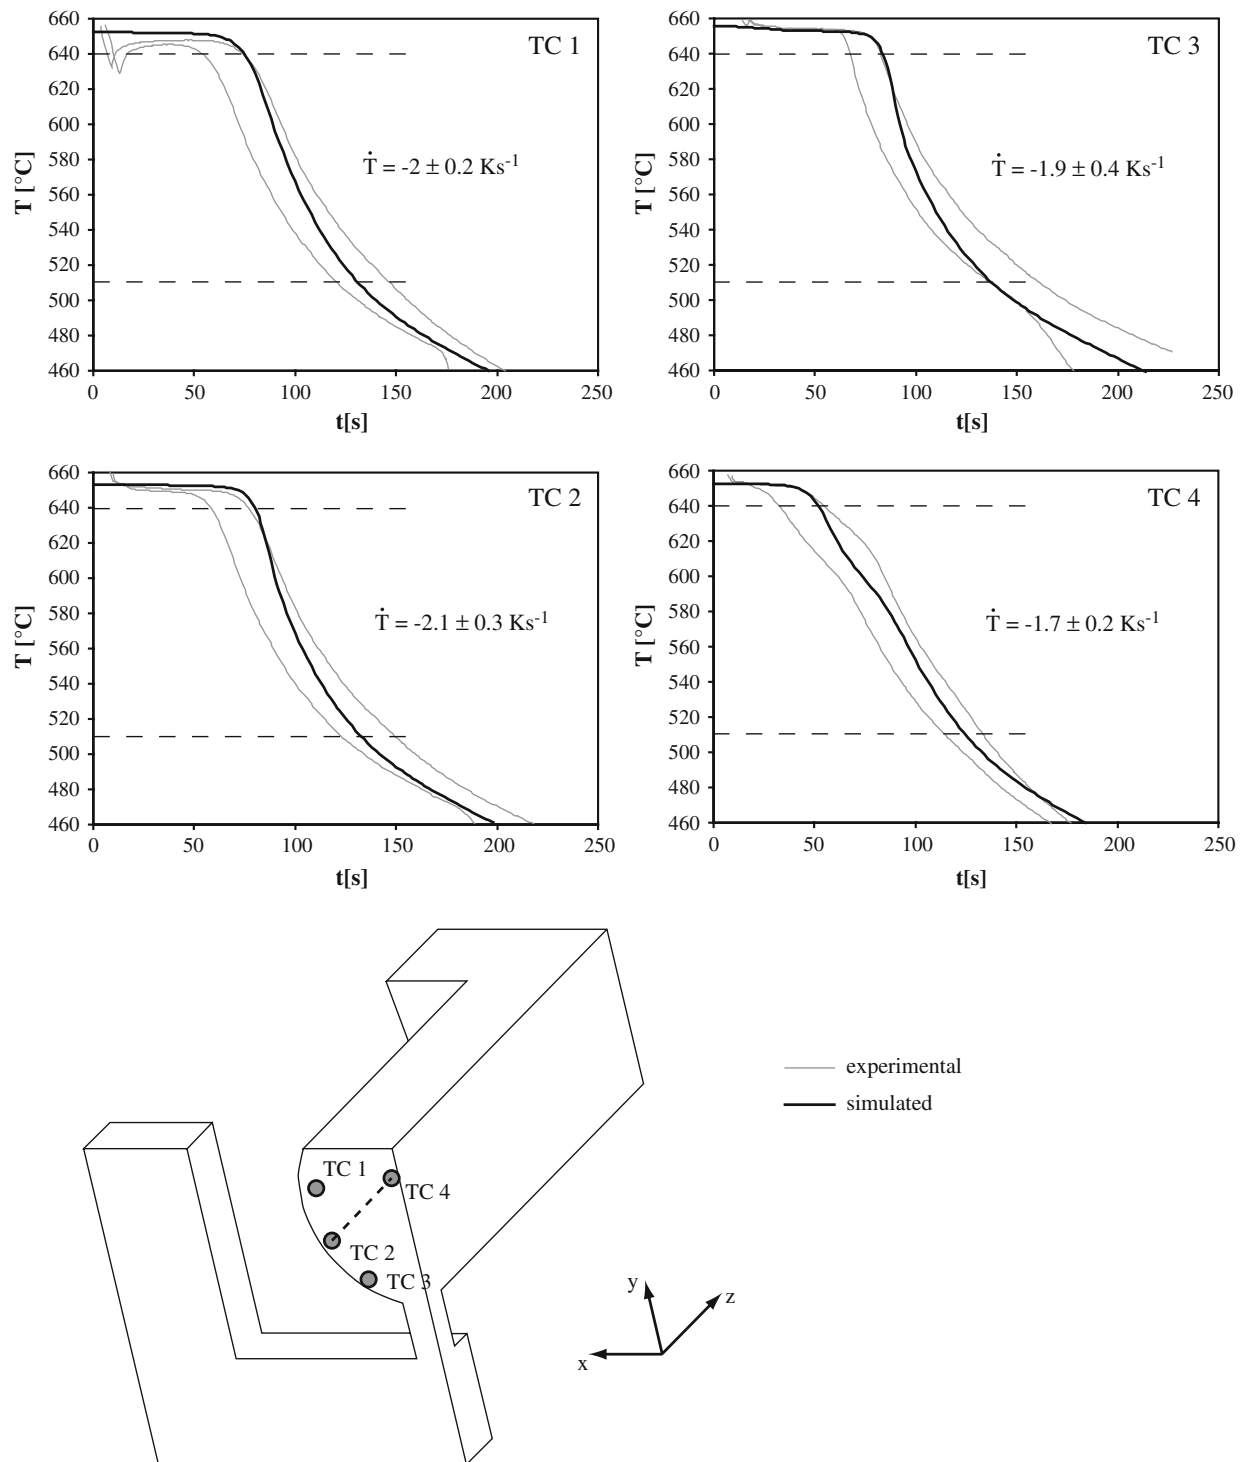 660
640
620
600
580
560
540
520
500
480
460
T [°C]
TC 1
Ṫ = -2 ± 0.2 Ks-1
0 50 100 150 200 250
t[s]
660
640
620
600
580
560
540
520
500
480
460
T [°C]
TC 3
Ṫ = -1.9 ± 0.4 Ks-1
0 50 100 150 200 250
t[s]
660
640
620
600
580
560
540
520
500
480
460
T [°C]
TC 2
Ṫ = -2.1 ± 0.3 Ks-1
0 50 100 150 200 250
t[s]
660
640
620
600
580
560
540
520
500
480
460
T [°C]
TC 4
Ṫ = -1.7 ± 0.2 Ks-1
0 50 100 150 200 250
t[s]
experimental
simulated
TC 1
TC 4
TC 2
TC 3
y
z
x